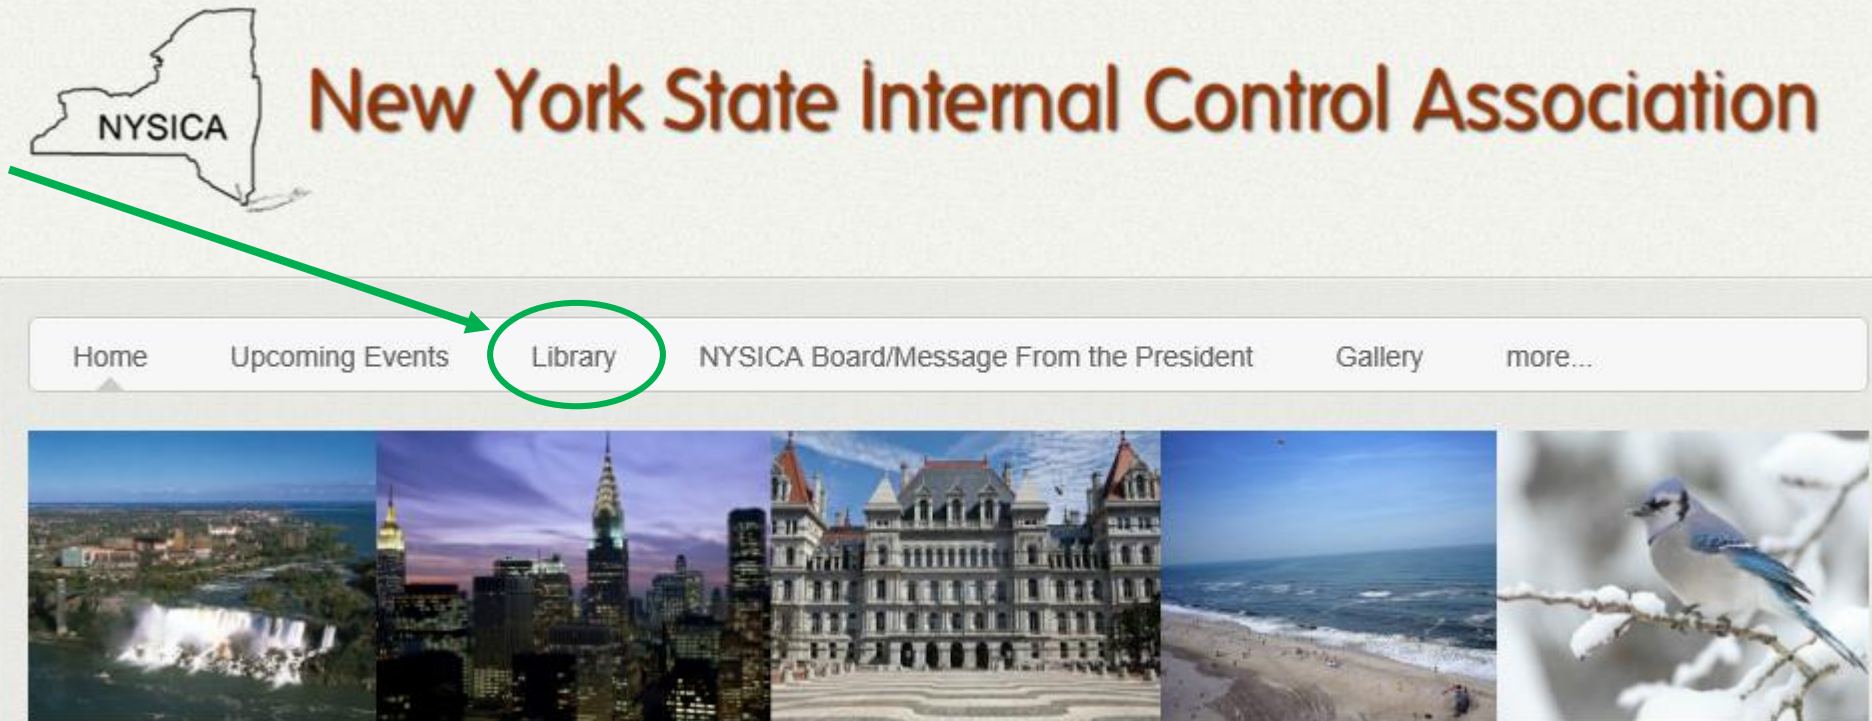 NYSICA
New York State Internal Control Association
Home Upcoming Events Library NYSICA Board/Message From the President Gallery more...